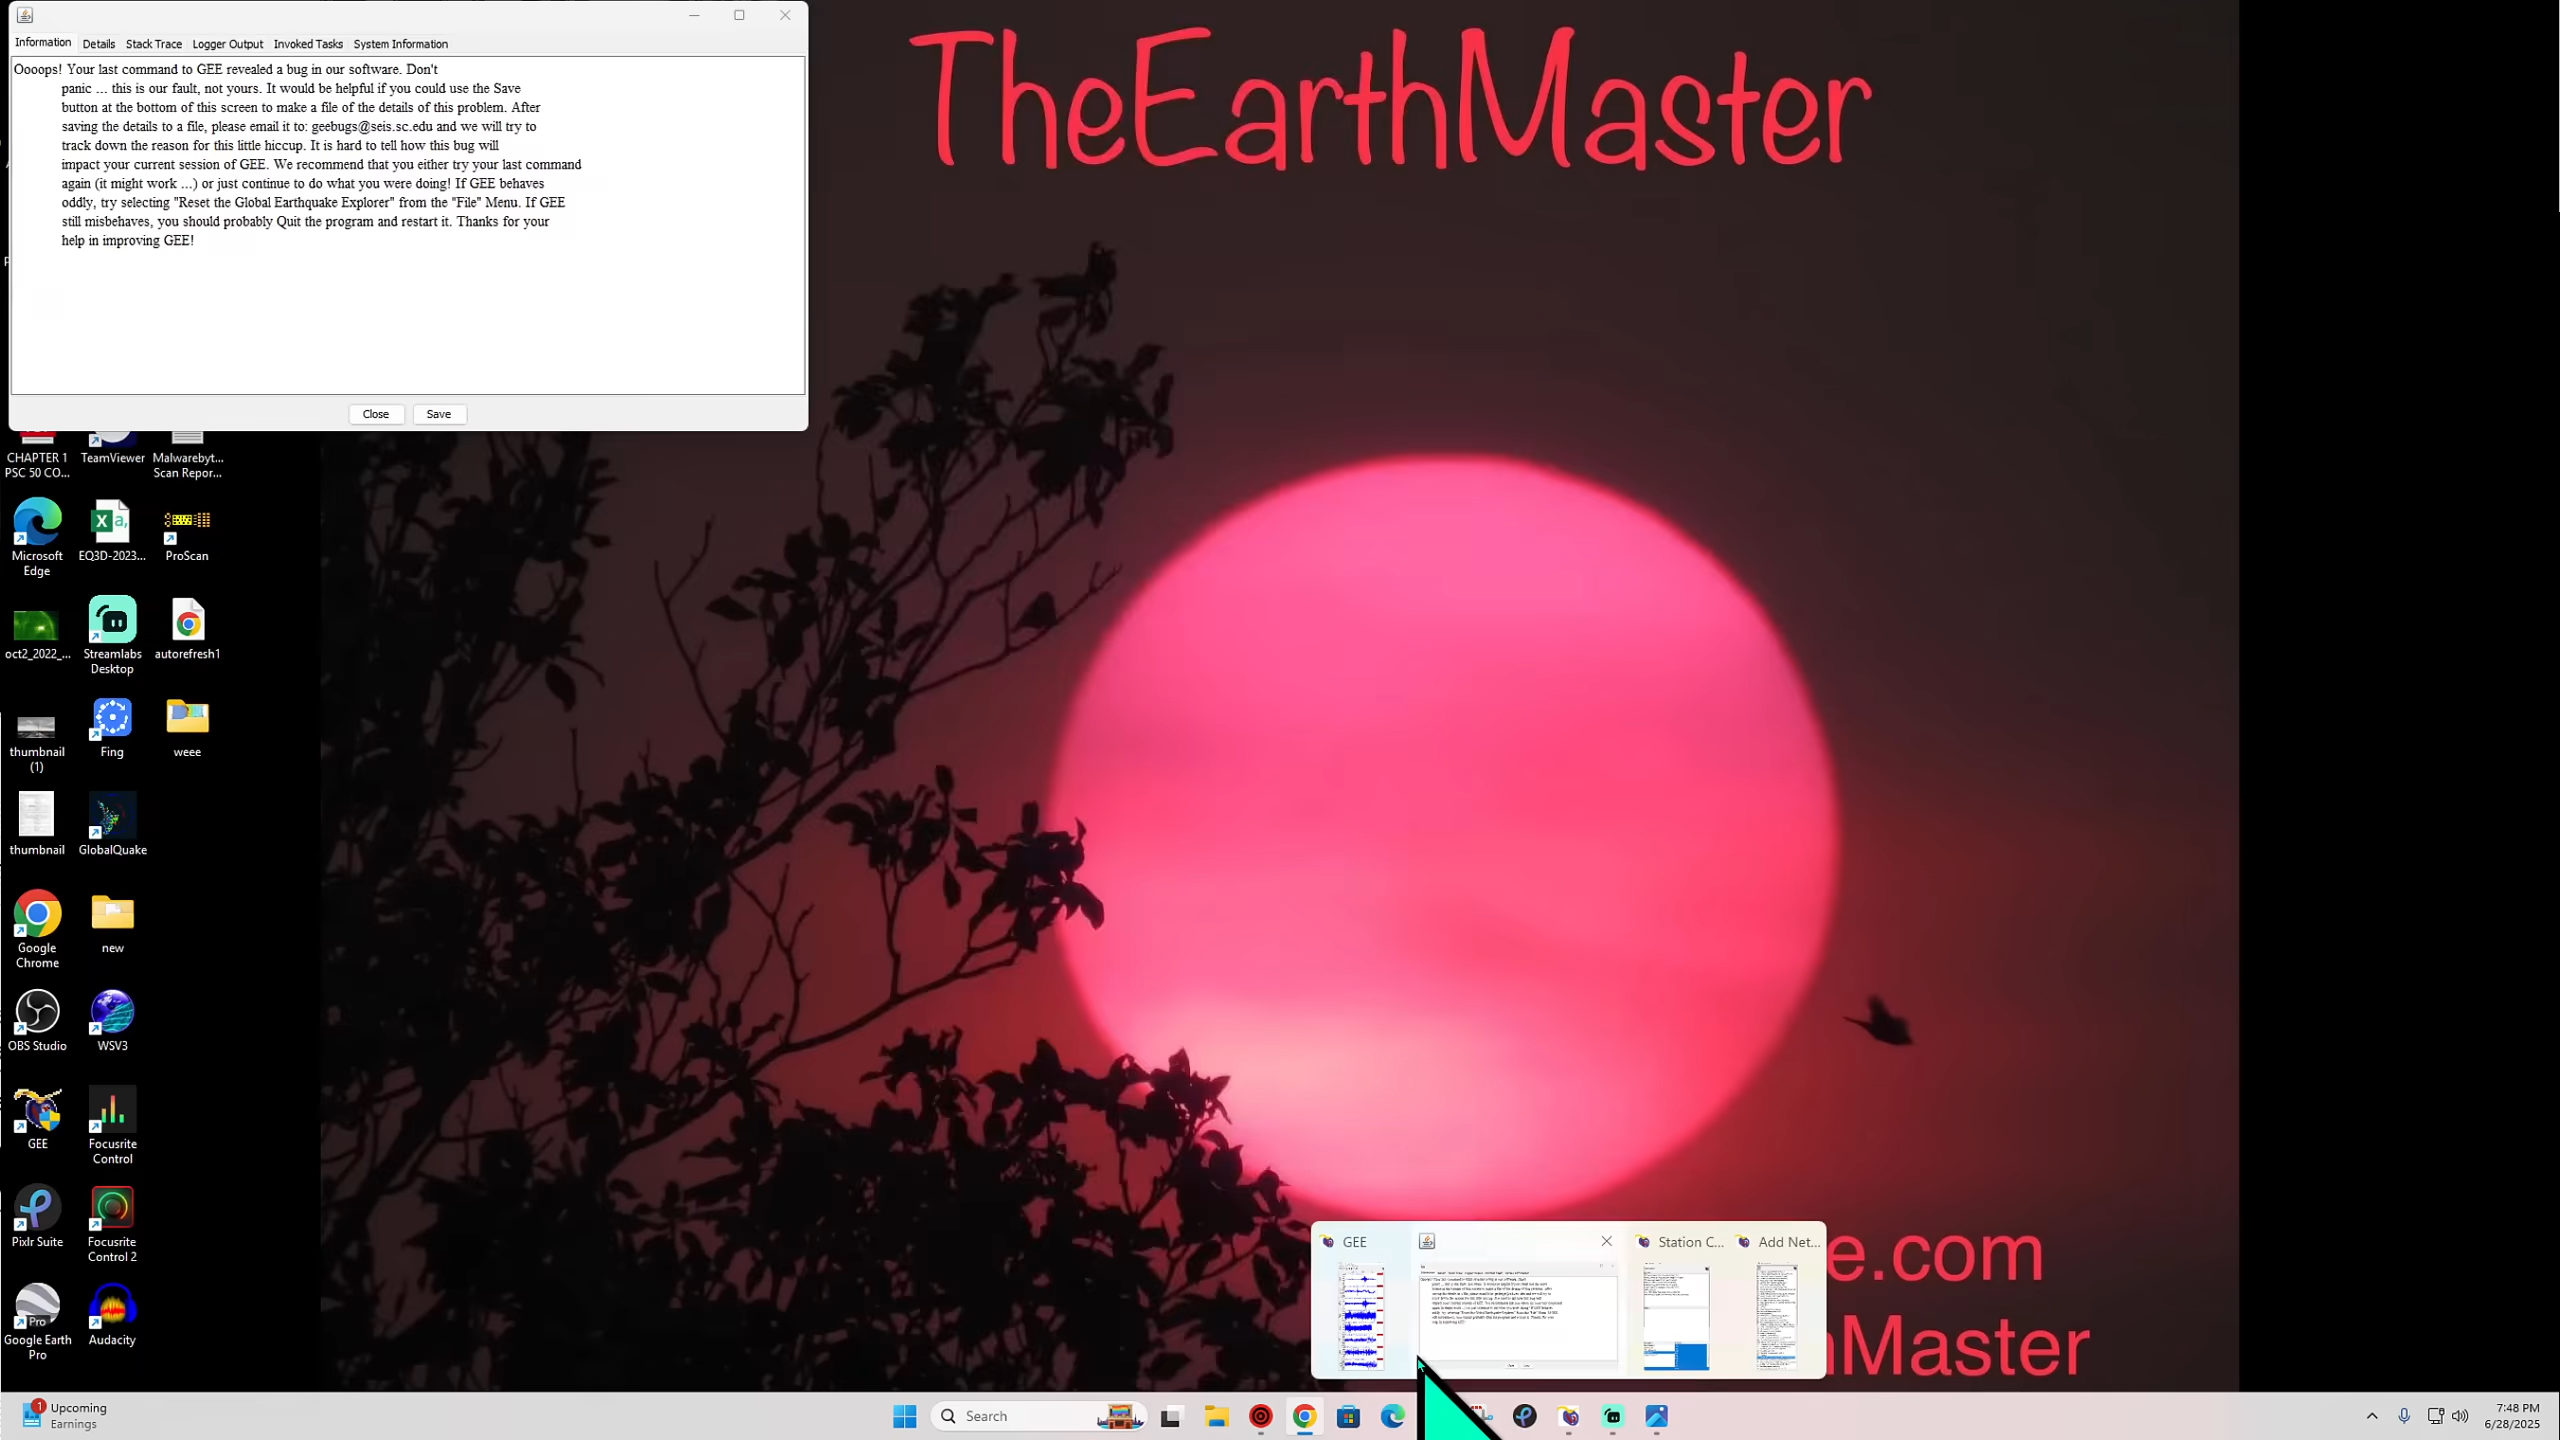 Information Details Stack Trace Logger Output Invoked Tasks System Information
Oooops! Your last command to GEE revealed a bug in our software. Don't
panic ... this is our fault, not yours. It would be helpful if you could use the Save
button at the bottom of this screen to make a file of the details of this problem. After
saving the details to a file, please email it to: geebugs@seis.sc.edu and we will try to
track down the reason for this little hiccup. It is hard to tell how this bug will
impact your current session of GEE. We recommend that you either try your last command
again (it might work ...) or just continue to do what you were doing! If GEE behaves
oddly, try selecting "Reset the Global Earthquake Explorer" from the "File" Menu. If GEE
still misbehaves, you should probably Quit the program and restart it. Thanks for your
help in improving GEE!
Close Save
TheEarthMaster
CHAPTER 1 TeamViewer Malwarebyt...
PSC 50 CO... Scan Repor...
Microsoft EQ3D-2023... ProScan
Edge
oct2_2022_... Streamlabs autorefresh1
Desktop
thumbnail Fing weee
(1)
thumbnail GlobalQuake
Google new
Chrome
OBS Studio WSV3
GEE Focusrite
Control
Pixlr Suite Focusrite
Control 2
Google Earth Audacity
Pro
GEE Station C... Add Net...
e.com
Master
Upcoming
Earnings
Search
7:48 PM
6/28/2025